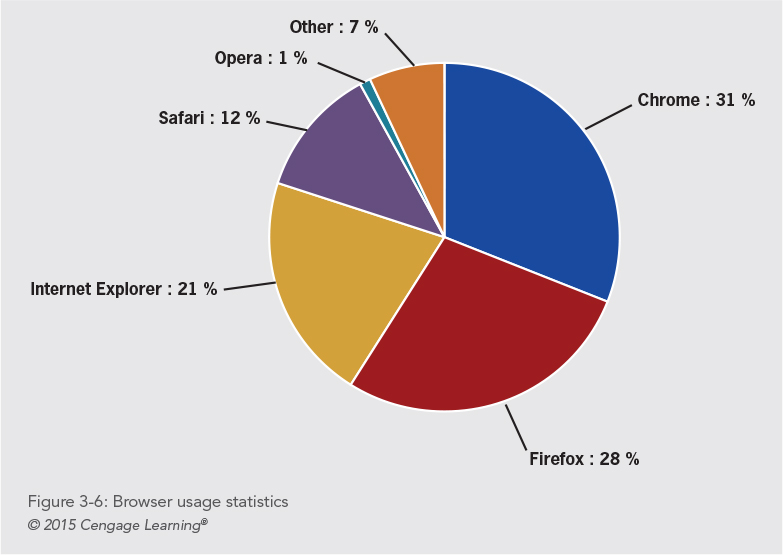 Other : 7 %
Opera : 1 %
Chrome : 31 %
Safari : 12 %
Internet Explorer : 21 %
Firefox : 28 %
Figure 3-6: Browser usage statistics
© 2015 Cengage Learning®